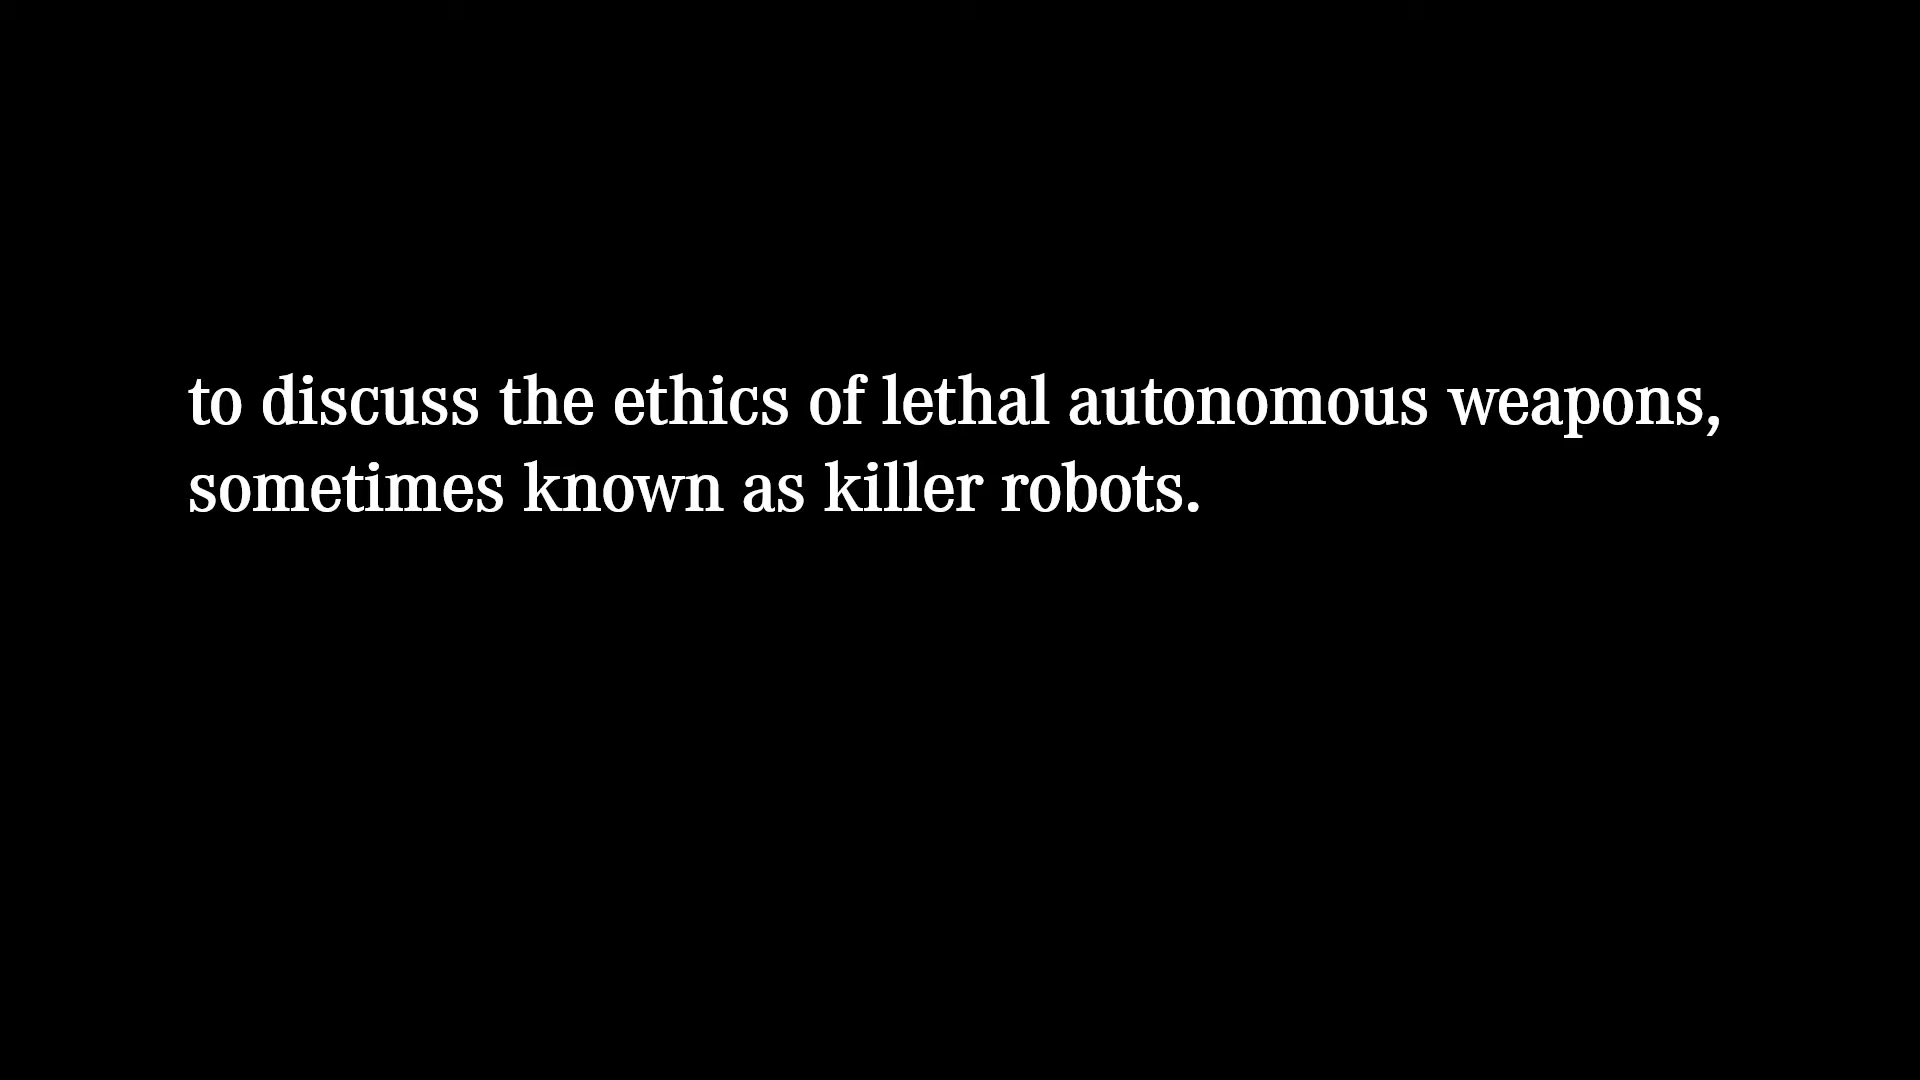 to discuss the ethics of lethal autonomous weapons,
sometimes known as killer robots.